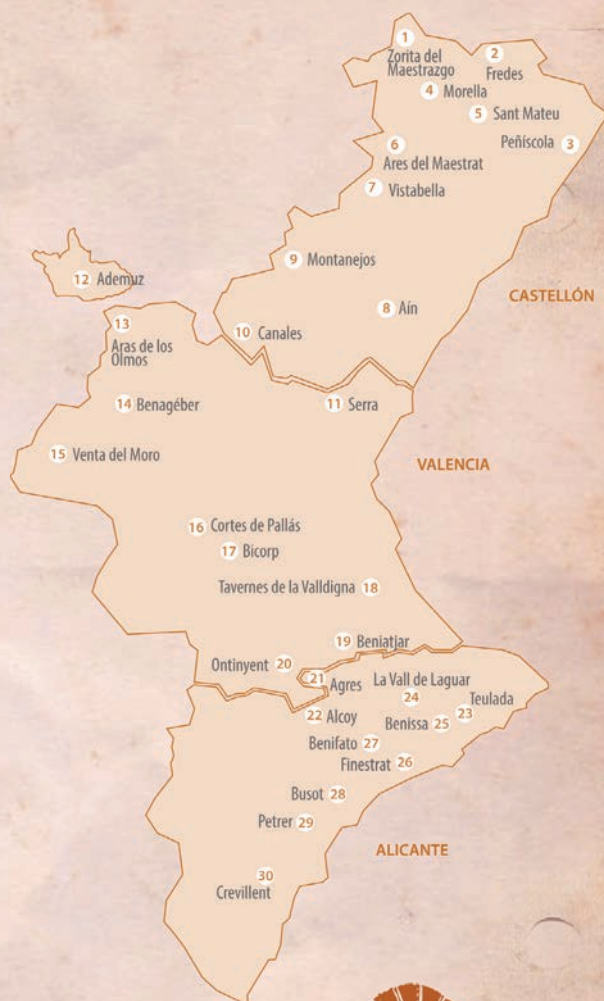 1
Zorita del
Maestrazgo
2
Fredes
4 Morella
5 Sant Mateu
Peñíscola 3
6
Ares del Maestrat
7 Vistabella
9 Montanejos
12 Ademuz
CASTELLÓN
8 Aín
13
Aras de los
Olmos
10 Canales
14 Benagéber
11 Serra
15 Venta del Moro
VALENCIA
16 Cortes de Pallás
17 Bicorp
Tavernes de la Valldigna 18
19 Beniatjar
Ontinyent 20
21
Agres
La Vall de Laguar
24
Teulada
23
22 Alcoy
Benissa 25
Benifato 27
Finestrat 26
Busot 28
Petrer 29
ALICANTE
30
Crevillent